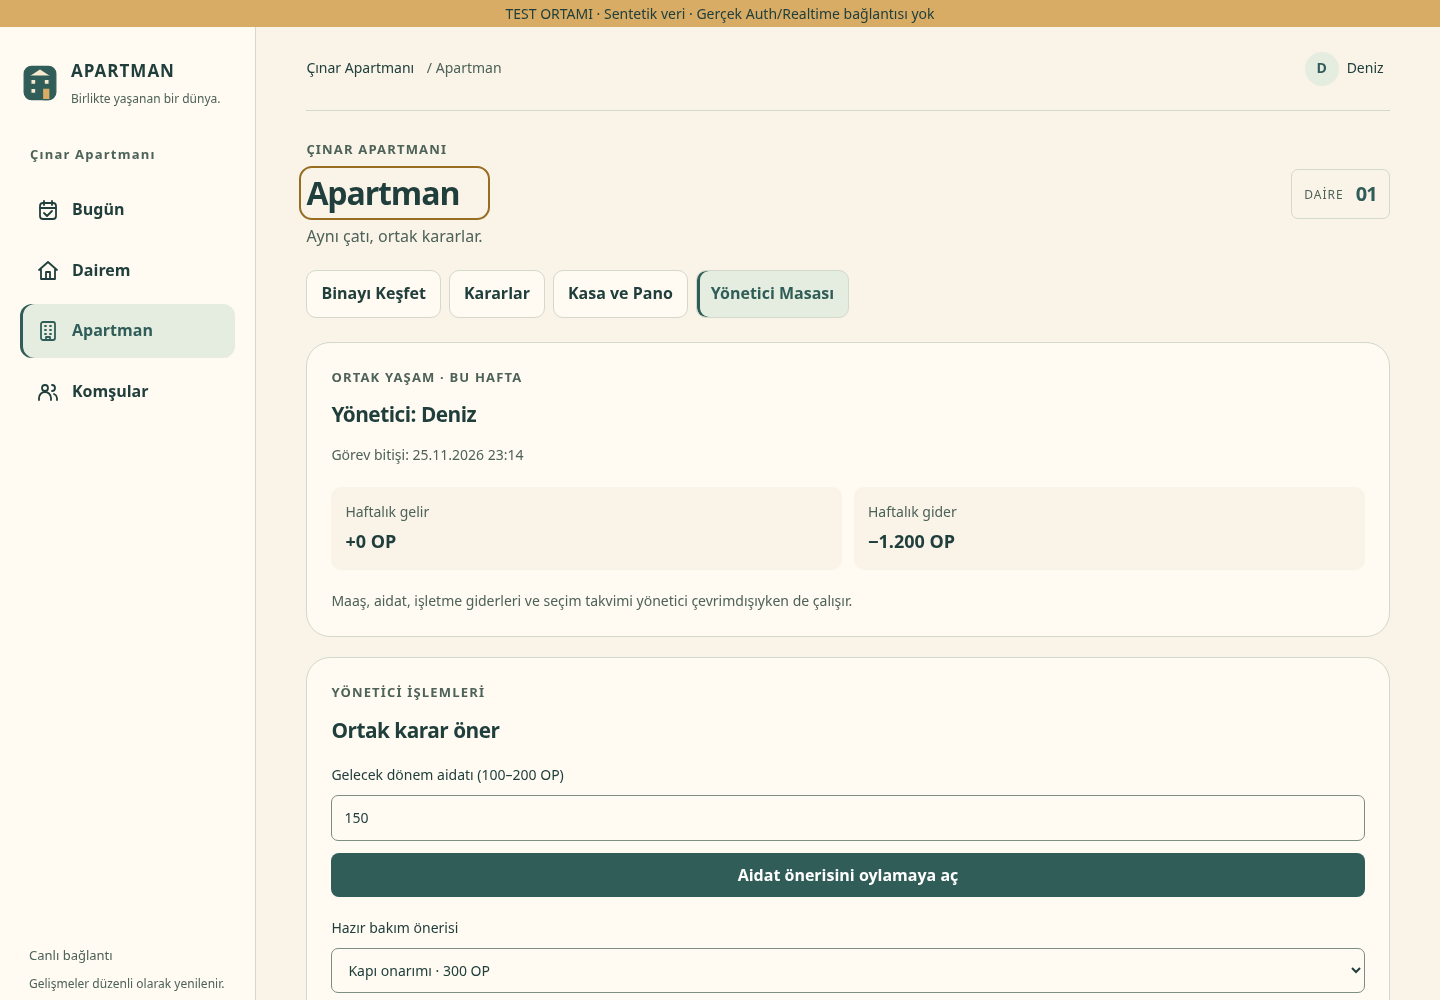 TEST ORTAMI · Sentetik veri · Gerçek Auth/Realtime bağlantısı yok
APARTMAN
Birlikte yaşanan bir dünya.
Çınar Apartmanı
Bugün
Dairem
Apartman
Komşular
Canlı bağlantı
Gelişmeler düzenli olarak yenilenir.
Çınar Apartmanı / Apartman
D Deniz
ÇINAR APARTMANI
Apartman
Aynı çatı, ortak kararlar.
DAİRE 01
Binayı Keşfet
Kararlar
Kasa ve Pano
Yönetici Masası
ORTAK YAŞAM · BU HAFTA
Yönetici: Deniz
Görev bitişi: 25.11.2026 23:14
Haftalık gelir
+0 OP
Haftalık gider
−1.200 OP
Maaş, aidat, işletme giderleri ve seçim takvimi yönetici çevrimdışıyken de çalışır.
YÖNETİCİ İŞLEMLERİ
Ortak karar öner
Gelecek dönem aidatı (100–200 OP)
150
Aidat önerisini oylamaya aç
Hazır bakım önerisi
Kapı onarımı · 300 OP